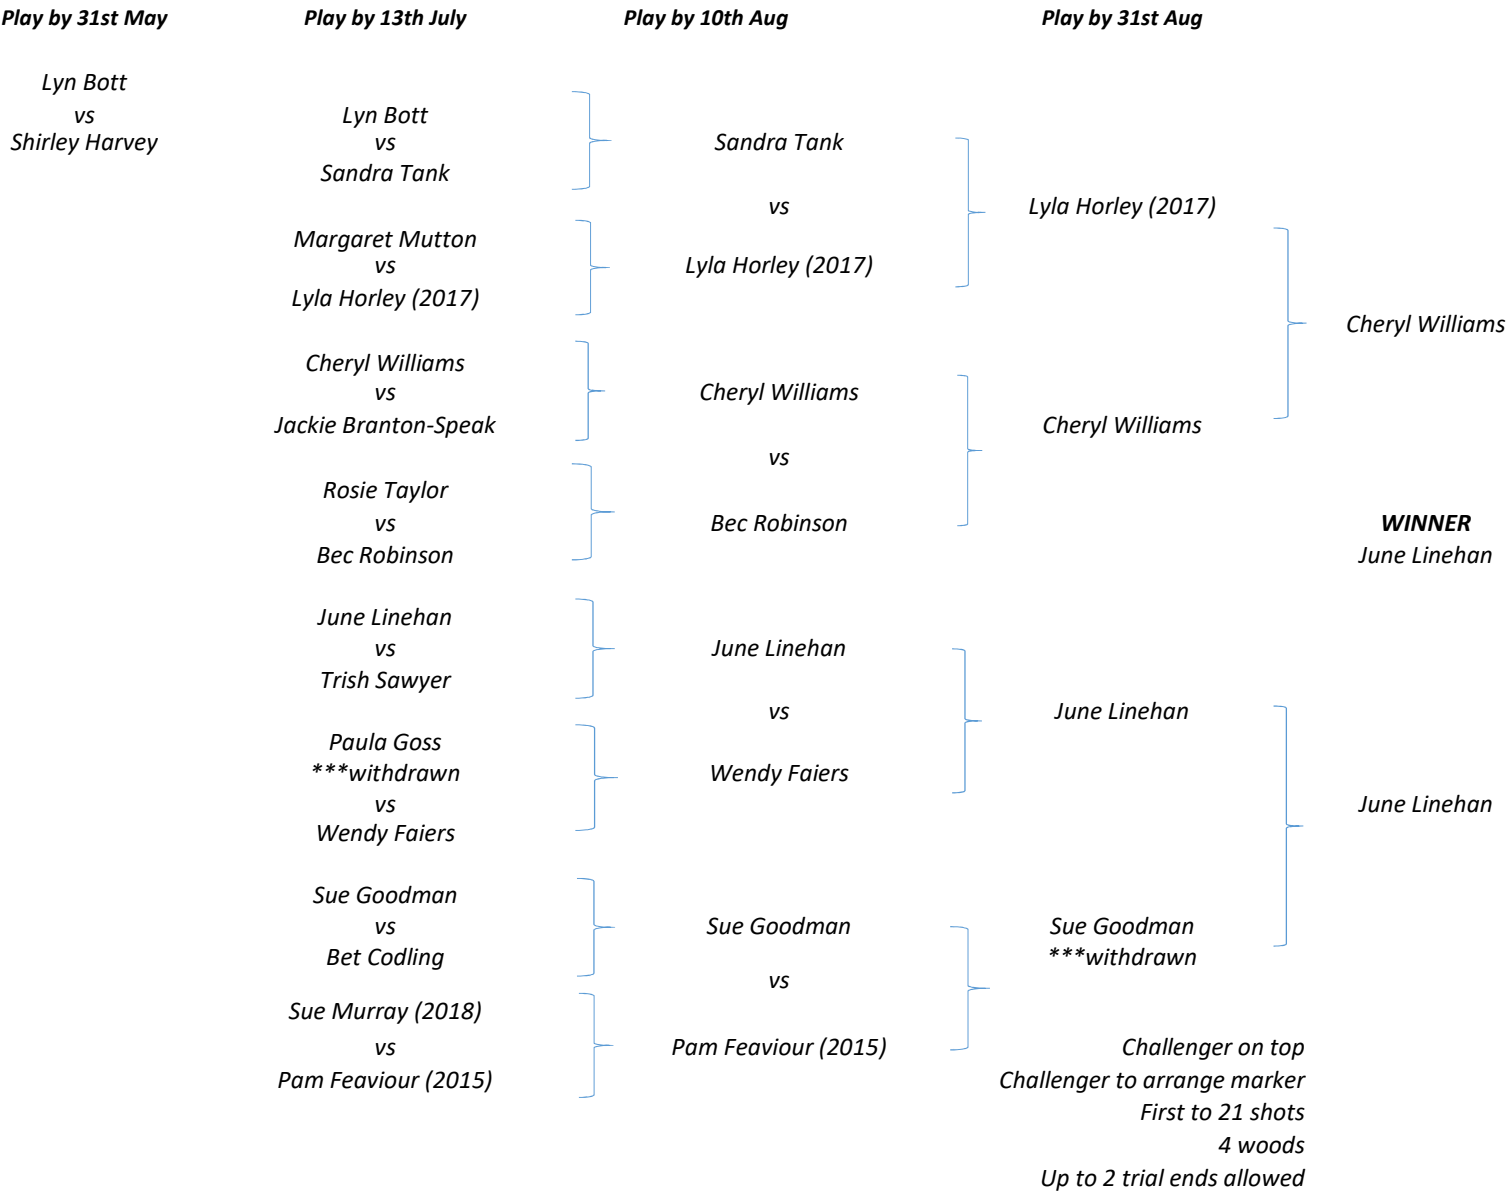 Play by 31st May
Play by 13th July
Play by 10th Aug
Play by 31st Aug
Lyn Bott
vs
Shirley Harvey
Lyn Bott
vs
Sandra Tank
Margaret Mutton
vs
Lyla Horley (2017)
Cheryl Williams
vs
Jackie Branton-Speak
Rosie Taylor
vs
Bec Robinson
June Linehan
vs
Trish Sawyer
Paula Goss
***withdrawn
vs
Wendy Faiers
Sue Goodman
vs
Bet Codling
Sue Murray (2018)
vs
Pam Feaviour (2015)
Sandra Tank
vs
Lyla Horley (2017)
Cheryl Williams
vs
Bec Robinson
June Linehan
vs
Wendy Faiers
Sue Goodman
vs
Pam Feaviour (2015)
Lyla Horley (2017)
Cheryl Williams
June Linehan
Sue Goodman
***withdrawn
Cheryl Williams
WINNER
June Linehan
June Linehan
Challenger on top
Challenger to arrange marker
First to 21 shots
4 woods
Up to 2 trial ends allowed